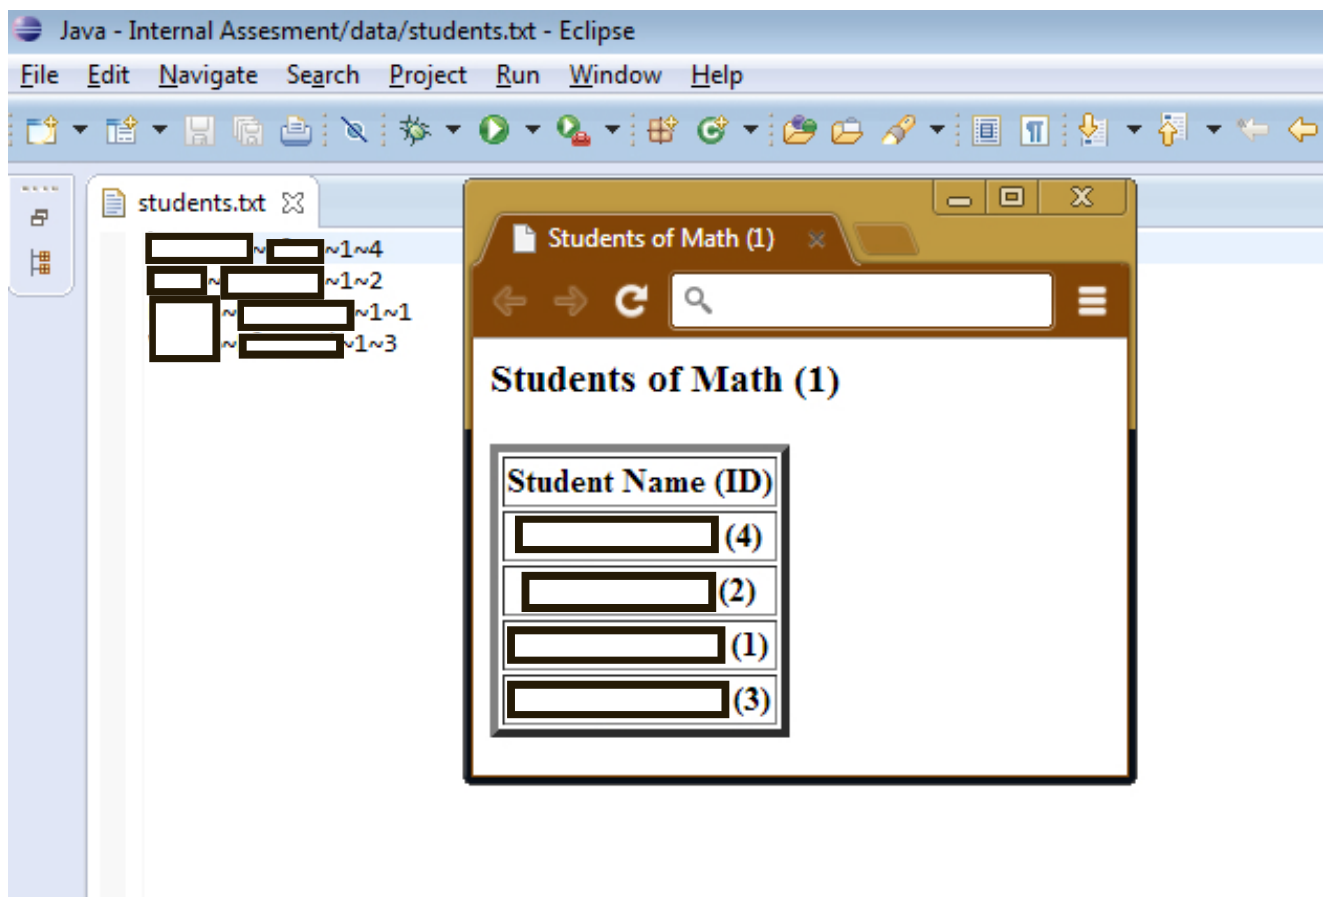 Java - Internal Assesment/data/students.txt - Eclipse
File Edit Navigate Search Project Run Window Help
students.txt
~ ~1~4
~ ~1~2
~ ~1~1
~ ~1~3
Students of Math (1)
Students of Math (1)
Student Name (ID)
(4)
(2)
(1)
(3)